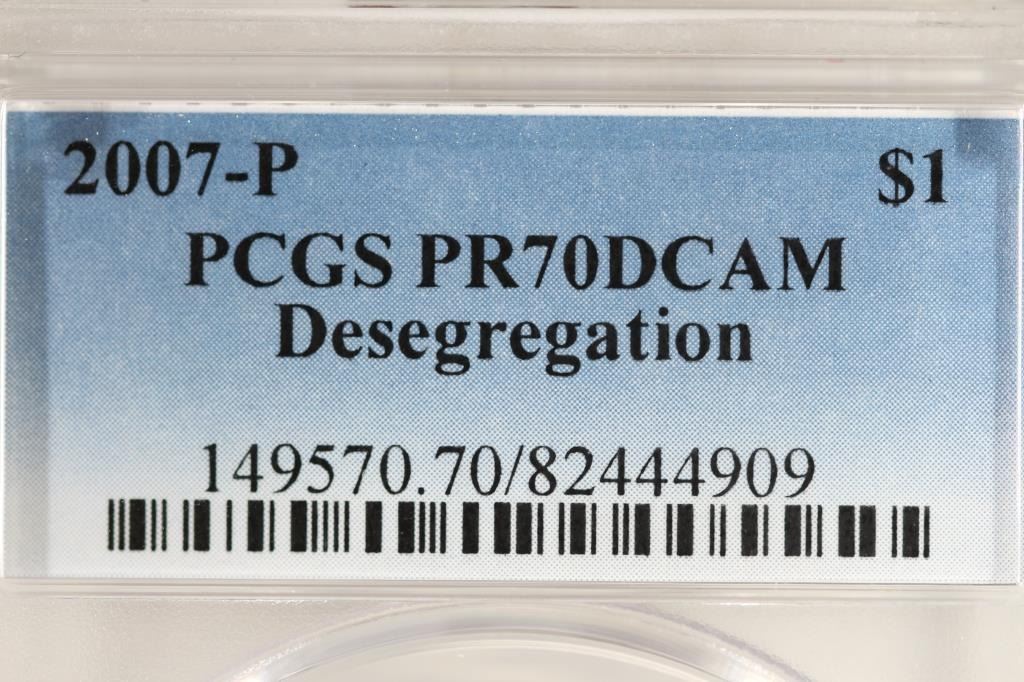 2007-P $1
PCGS PR70DCAM
Desegregation
149570.70/82444909